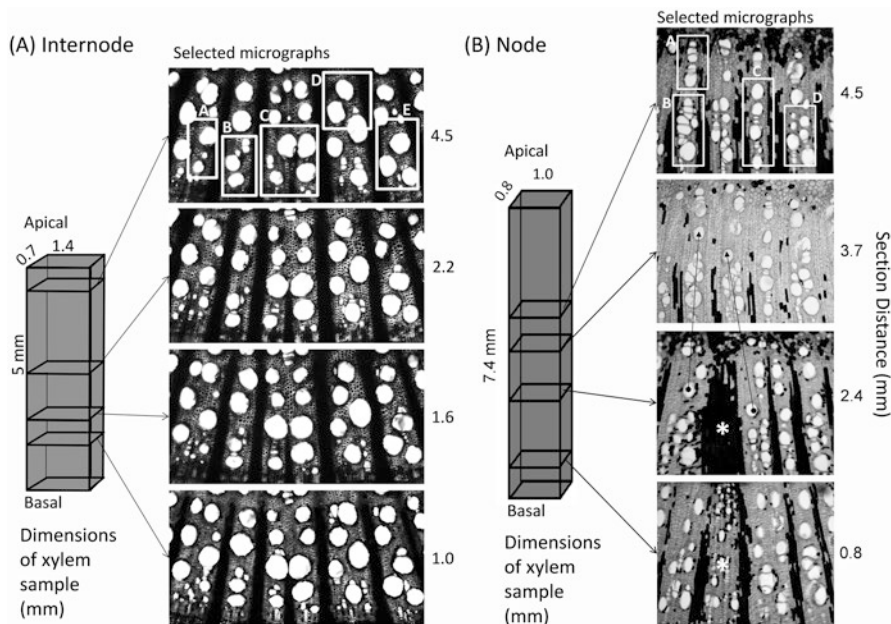 (A) Internode
Selected micrographs
A
B
C
D
E
4.5
2.2
1.6
1.0
Apical
0.7
1.4
5 mm
Basal
Dimensions
of xylem
sample
(mm)
(B) Node
Selected micrographs
A
B
C
D
4.5
3.7
2.4
0.8
Section Distance (mm)
Apical
0.8
1.0
7.4 mm
*
*
Basal
Dimensions
of xylem
sample
(mm)